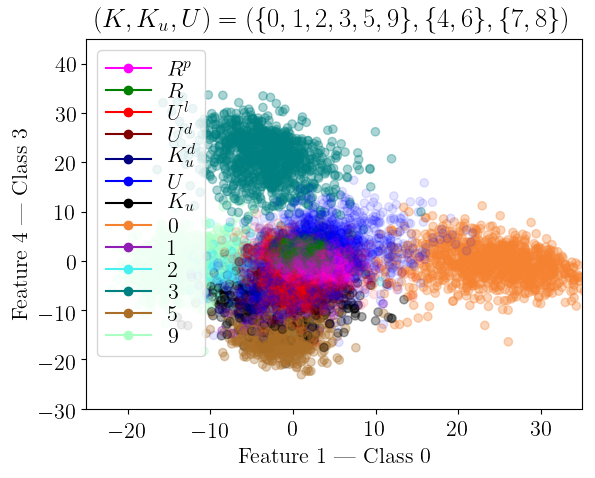 (K, K_u, U) = ({0, 1, 2, 3, 5, 9}, {4, 6}, {7, 8})
Feature 4 — Class 3
40
30
20
10
0
−10
−20
−30
R^p
R
U^l
U^d
K_u^d
U
K_u
0
1
2
3
5
9
−20 −10 0 10 20 30
Feature 1 — Class 0